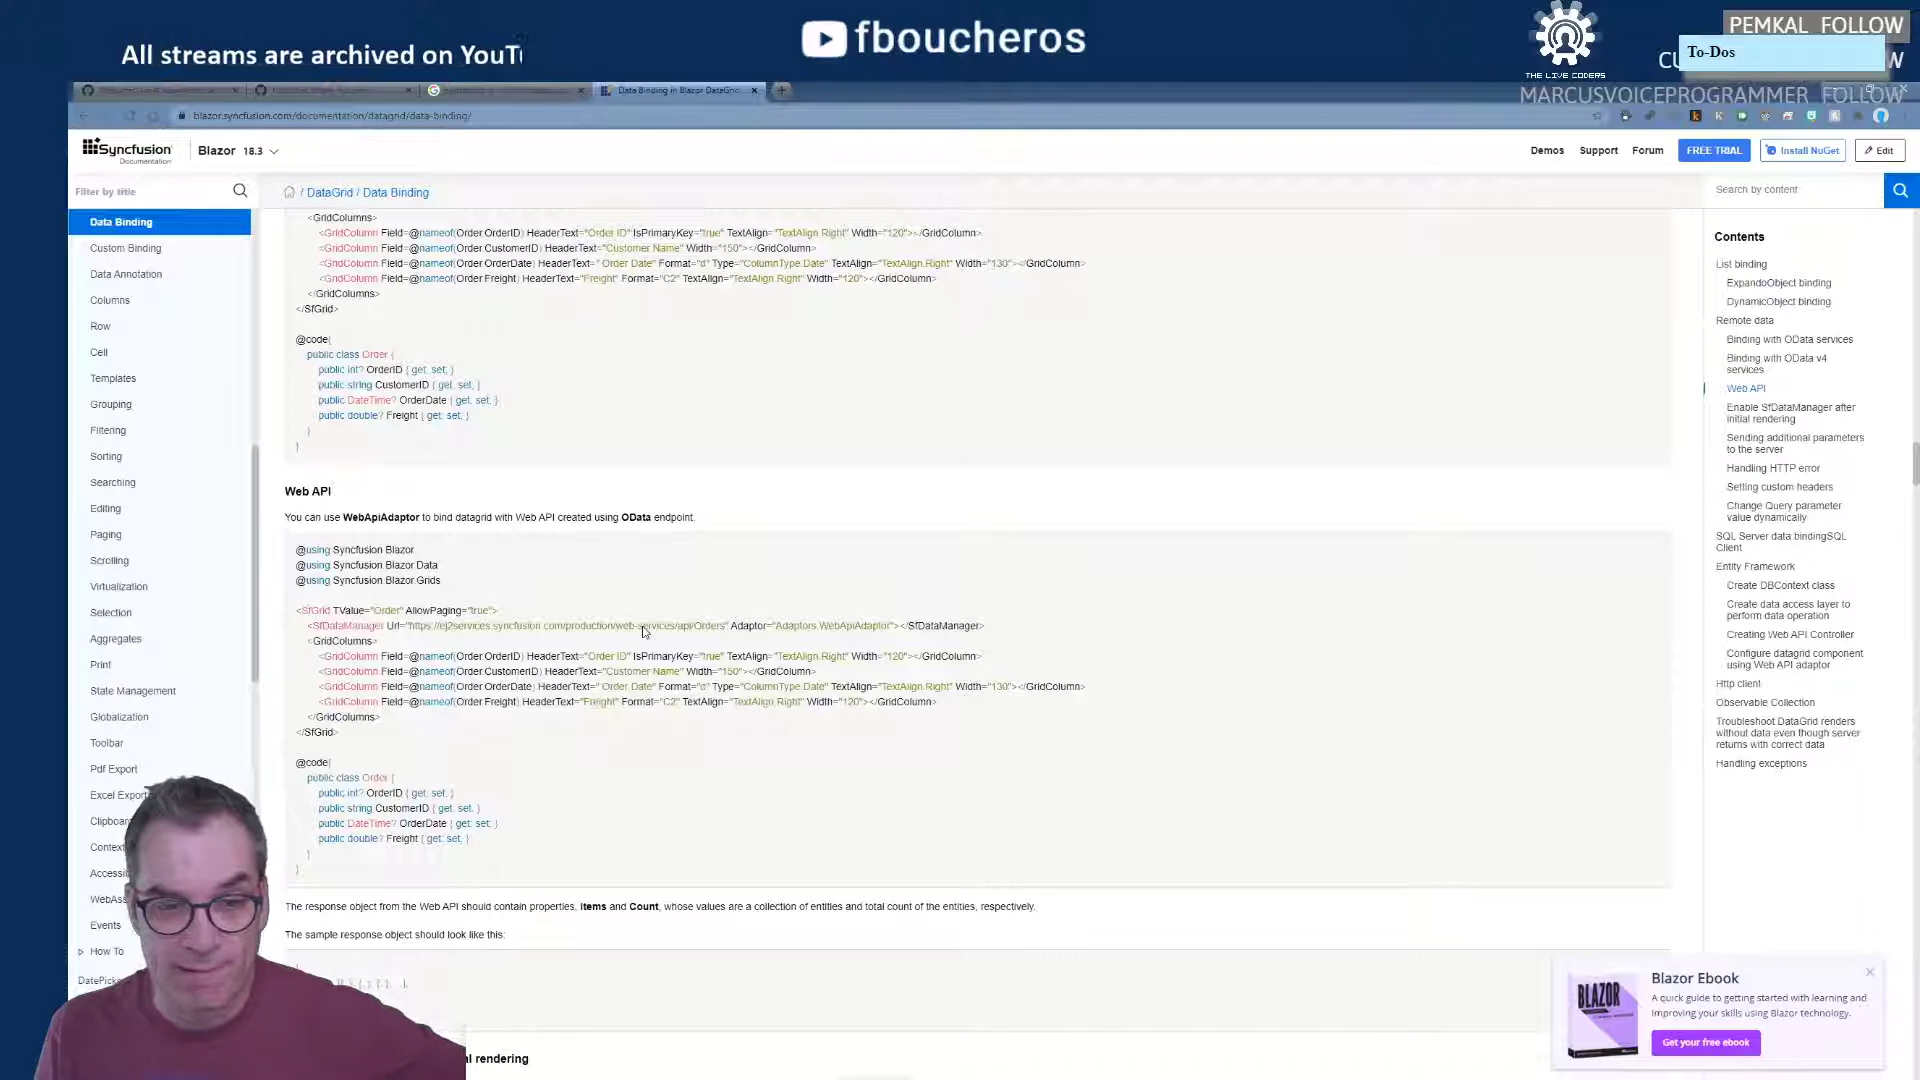 All streams are archived on YouT
fboucheros
THE LIVE CODERS
PEMKAL_ FOLLOW
To-Dos
MARCUSVOICEPROGRAMMER_ FOLLOW
Data Binding in Blazor DataGrid
blazor.syncfusion.com/documentation/datagrid/data-binding/
Syncfusion
Documentation
Blazor 18.3
Demos
Support
Forum
FREE TRIAL
Install NuGet
Edit
Filter by title
/ DataGrid / Data Binding
Search by content
Data Binding
Custom Binding
Data Annotation
Columns
Row
Cell
Templates
Grouping
Filtering
Sorting
Searching
Editing
Paging
Scrolling
Virtualization
Selection
Aggregates
Print
State Management
Globalization
Toolbar
Pdf Export
Excel Export
Clipboar
Context
Accessi
WebAss
Events
How To
DatePick
<GridColumns>
<GridColumn Field=@nameof(Order.OrderID) HeaderText="Order ID" IsPrimaryKey="true" TextAlign="TextAlign.Right" Width="120"></GridColumn>
<GridColumn Field=@nameof(Order.CustomerID) HeaderText="Customer Name" Width="150"></GridColumn>
<GridColumn Field=@nameof(Order.OrderDate) HeaderText=" Order Date" Format="d" Type="ColumnType.Date" TextAlign="TextAlign.Right" Width="130"></GridColumn>
<GridColumn Field=@nameof(Order.Freight) HeaderText="Freight" Format="C2" TextAlign="TextAlign.Right" Width="120"></GridColumn>
</GridColumns>
</SfGrid>
@code{
public class Order {
public int? OrderID { get; set; }
public string CustomerID { get; set; }
public DateTime? OrderDate { get; set; }
public double? Freight { get; set; }
}
}
Web API
You can use WebApiAdaptor to bind datagrid with Web API created using OData endpoint.
@using Syncfusion.Blazor
@using Syncfusion.Blazor.Data
@using Syncfusion.Blazor.Grids
<SfGrid TValue="Order" AllowPaging="true">
<SfDataManager Url="https://ej2services.syncfusion.com/production/web-services/api/Orders" Adaptor="Adaptors.WebApiAdaptor"></SfDataManager>
<GridColumns>
<GridColumn Field=@nameof(Order.OrderID) HeaderText="Order ID" IsPrimaryKey="true" TextAlign="TextAlign.Right" Width="120"></GridColumn>
<GridColumn Field=@nameof(Order.CustomerID) HeaderText="Customer Name" Width="150"></GridColumn>
<GridColumn Field=@nameof(Order.OrderDate) HeaderText=" Order Date" Format="d" Type="ColumnType.Date" TextAlign="TextAlign.Right" Width="130"></GridColumn>
<GridColumn Field=@nameof(Order.Freight) HeaderText="Freight" Format="C2" TextAlign="TextAlign.Right" Width="120"></GridColumn>
</GridColumns>
</SfGrid>
@code{
public class Order {
public int? OrderID { get; set; }
public string CustomerID { get; set; }
public DateTime? OrderDate { get; set; }
public double? Freight { get; set; }
}
}
The response object from the Web API should contain properties, Items and Count, whose values are a collection of entities and total count of the entities, respectively.
The sample response object should look like this:
al rendering
Contents
List binding
ExpandoObject binding
DynamicObject binding
Remote data
Binding with OData services
Binding with OData v4
services
Web API
Enable SfDataManager after
initial rendering
Sending additional parameters
to the server
Handling HTTP error
Setting custom headers
Change Query parameter
value dynamically
SQL Server data bindingSQL
Client
Entity Framework
Create DBContext class
Create data access layer to
perform data operation
Creating Web API Controller
Configure datagrid component
using Web API adaptor
Http client
Observable Collection
Troubleshoot DataGrid renders
without data even though server
returns with correct data
Handling exceptions
BLAZOR
Blazor Ebook
A quick guide to getting started with learning and
improving your skills using Blazor technology.
Get your free ebook